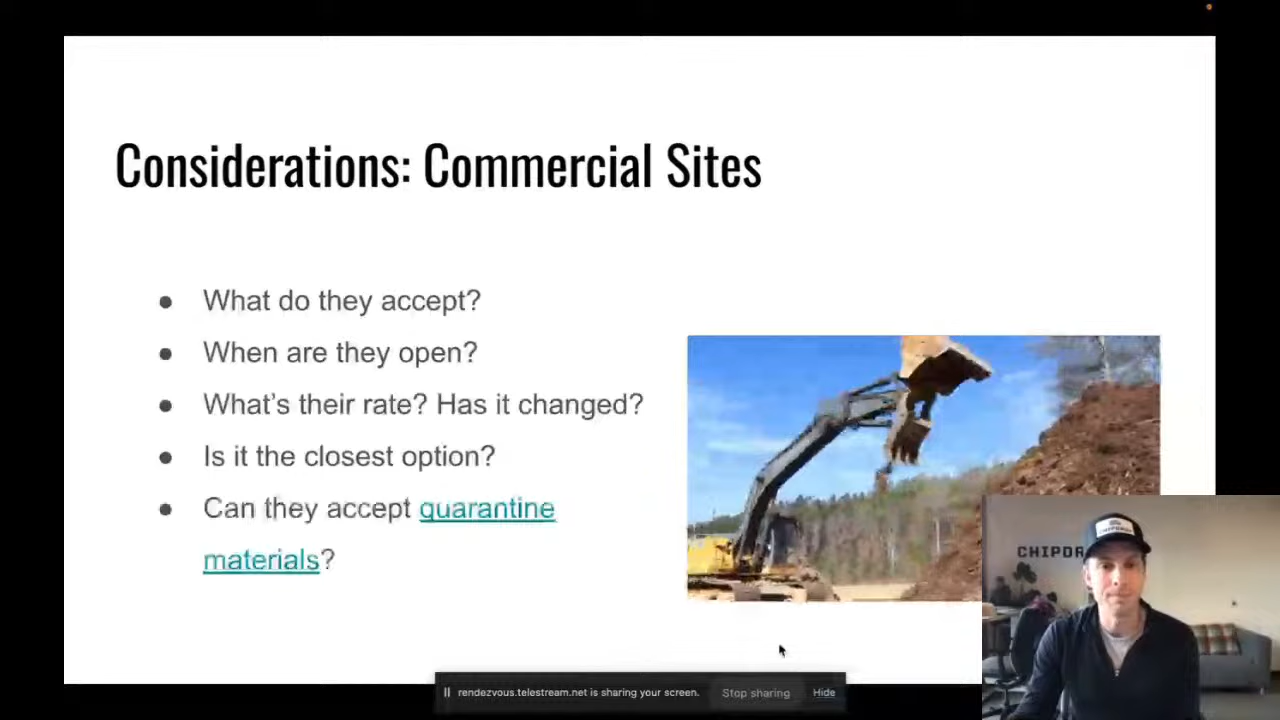 Considerations: Commercial Sites
● What do they accept?
● When are they open?
● What's their rate? Has it changed?
● Is it the closest option?
● Can they accept quarantine
materials?
CHIPDR
rendezvous.telestream.net is sharing your screen.
Stop sharing
Hide